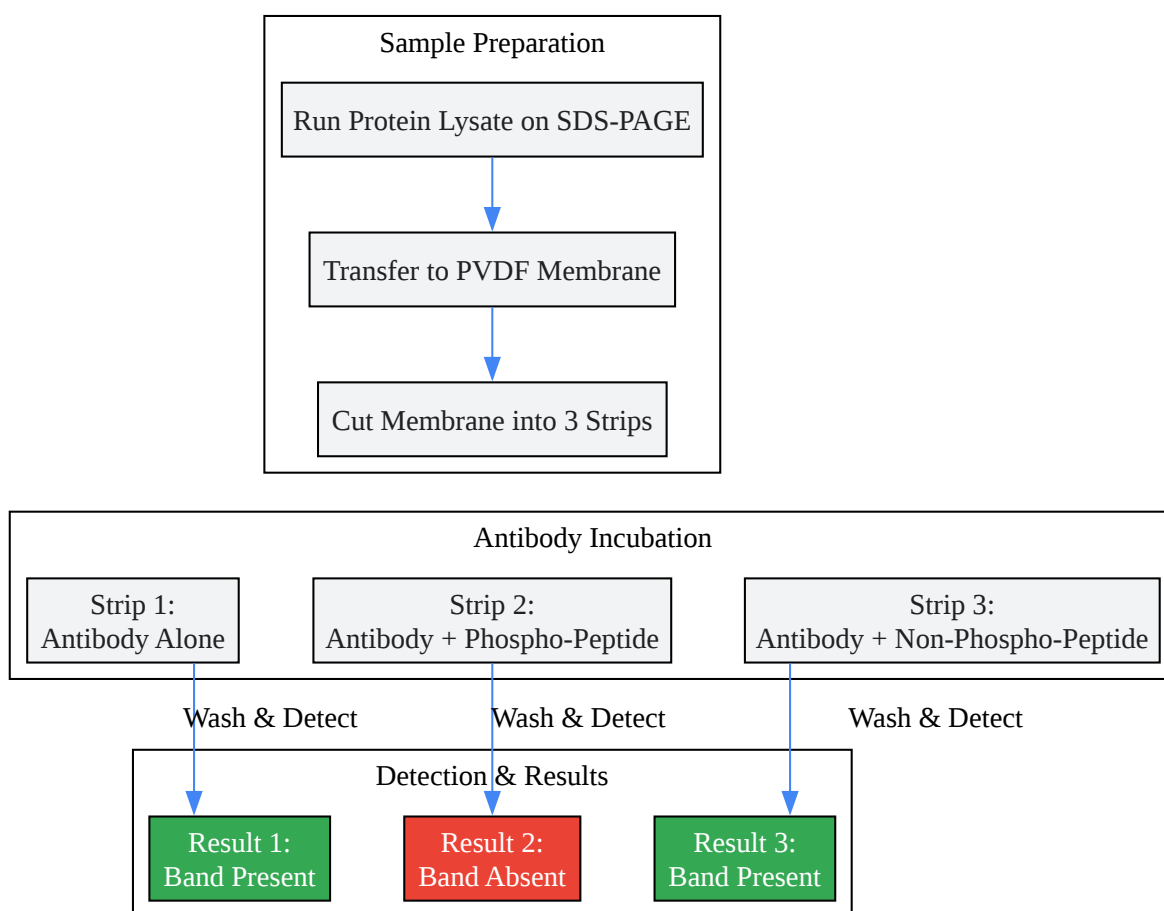 Sample Preparation
Run Protein Lysate on SDS-PAGE
Transfer to PVDF Membrane
Cut Membrane into 3 Strips
Antibody Incubation
Strip 1:
Antibody Alone
Strip 2:
Antibody + Phospho-Peptide
Strip 3:
Antibody + Non-Phospho-Peptide
Wash & Detect
Wash & Detect
Wash & Detect
Detection & Results
Result 1:
Band Present
Result 2:
Band Absent
Result 3:
Band Present